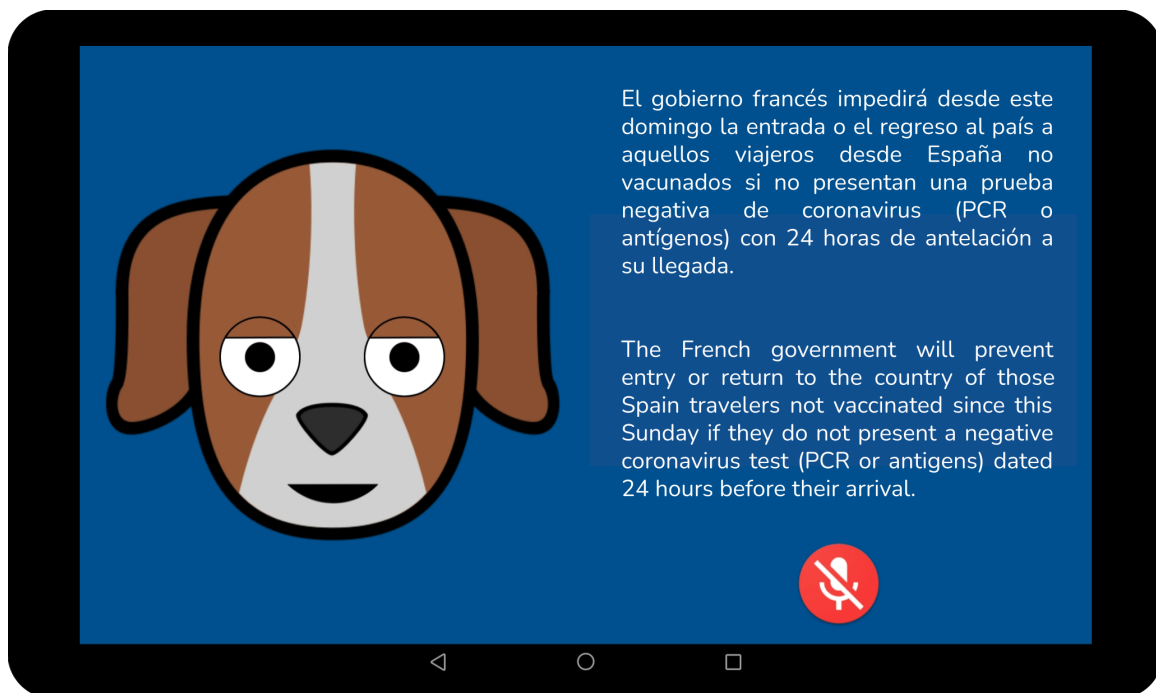 El gobierno francés impedirá desde este
domingo la entrada o el regreso al país a
aquellos viajeros desde España no
vacunados si no presentan una prueba
negativa de coronavirus (PCR o
antígenos) con 24 horas de antelación a
su llegada.
The French government will prevent
entry or return to the country of those
Spain travelers not vaccinated since this
Sunday if they do not present a negative
coronavirus test (PCR or antigens) dated
24 hours before their arrival.